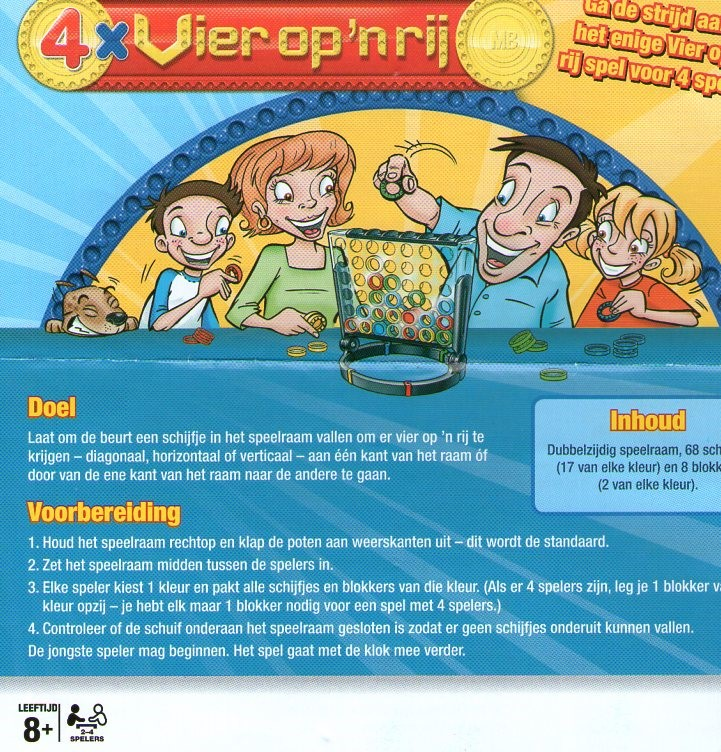 4x Vier op 'n rij
MB
Ga de strijd aa
het enige Vier op
rij spel voor 4 spe
Doel
Laat om de beurt een schijfje in het speelraam vallen om er vier op 'n rij te
krijgen – diagonaal, horizontaal of verticaal – aan één kant van het raam óf
door van de ene kant van het raam naar de andere te gaan.
Inhoud
Dubbelzijdig speelraam, 68 sch
(17 van elke kleur) en 8 blokk
(2 van elke kleur).
Voorbereiding
1. Houd het speelraam rechtop en klap de poten aan weerskanten uit – dit wordt de standaard.
2. Zet het speelraam midden tussen de spelers in.
3. Elke speler kiest 1 kleur en pakt alle schijfjes en blokkers van die kleur. (Als er 4 spelers zijn, leg je 1 blokker va
kleur opzij – je hebt elk maar 1 blokker nodig voor een spel met 4 spelers.)
4. Controleer of de schuif onderaan het speelraam gesloten is zodat er geen schijfjes onderuit kunnen vallen.
De jongste speler mag beginnen. Het spel gaat met de klok mee verder.
LEEFTIJD
8+
2-4
SPELERS